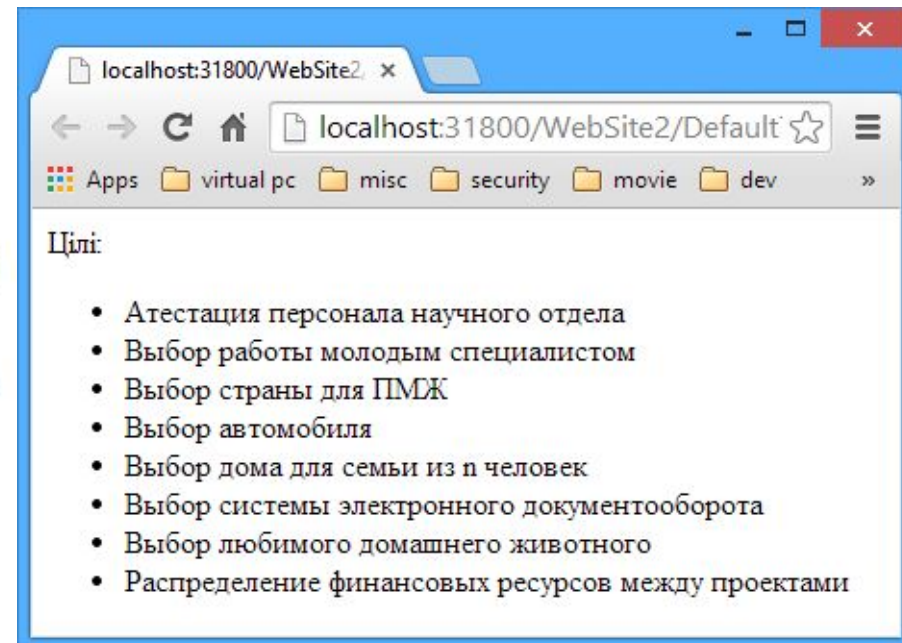 localhost:31800/WebSite2/
localhost:31800/WebSite2/Default
Apps virtual pc misc security movie dev »
Цілі:
• Атестация персонала научного отдела
• Выбор работы молодым специалистом
• Выбор страны для ПМЖ
• Выбор автомобиля
• Выбор дома для семьи из n человек
• Выбор системы электронного документооборота
• Выбор любимого домашнего животного
• Распределение финансовых ресурсов между проектами